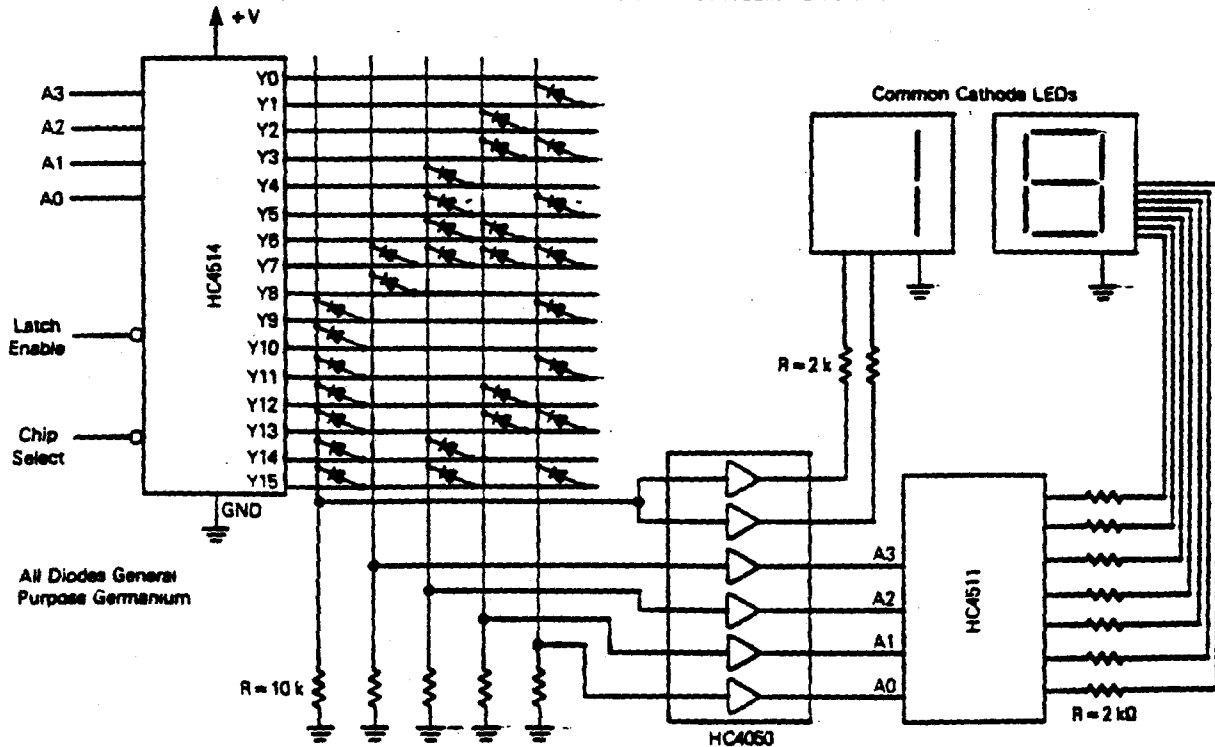 +V
A3
A2
A1
A0
HC4514
Latch
Enable
Chip
Select
GND
Y0
Y1
Y2
Y3
Y4
Y5
Y6
Y7
Y8
Y9
Y10
Y11
Y12
Y13
Y14
Y15
All Diodes General
Purpose Germanium
R = 10 k
Common Cathode LEDs
R = 2 k
HC4050
A3
A2
A1
A0
HC4511
R = 2 kΩ